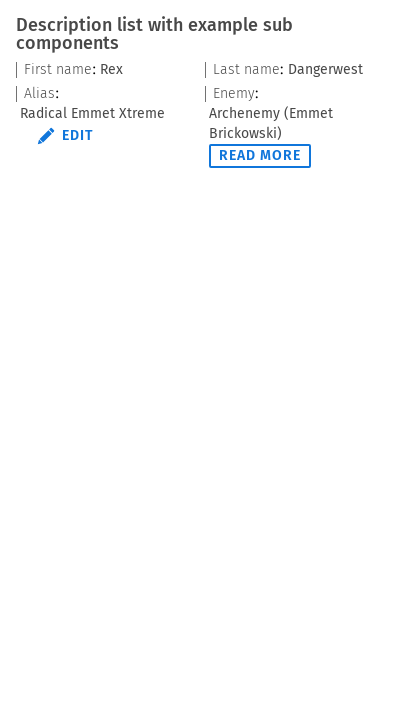 Description list with example sub
components
First name: Rex
Last name: Dangerwest
Alias:
Radical Emmet Xtreme
EDIT
Enemy:
Archenemy (Emmet
Brickowski)
READ MORE